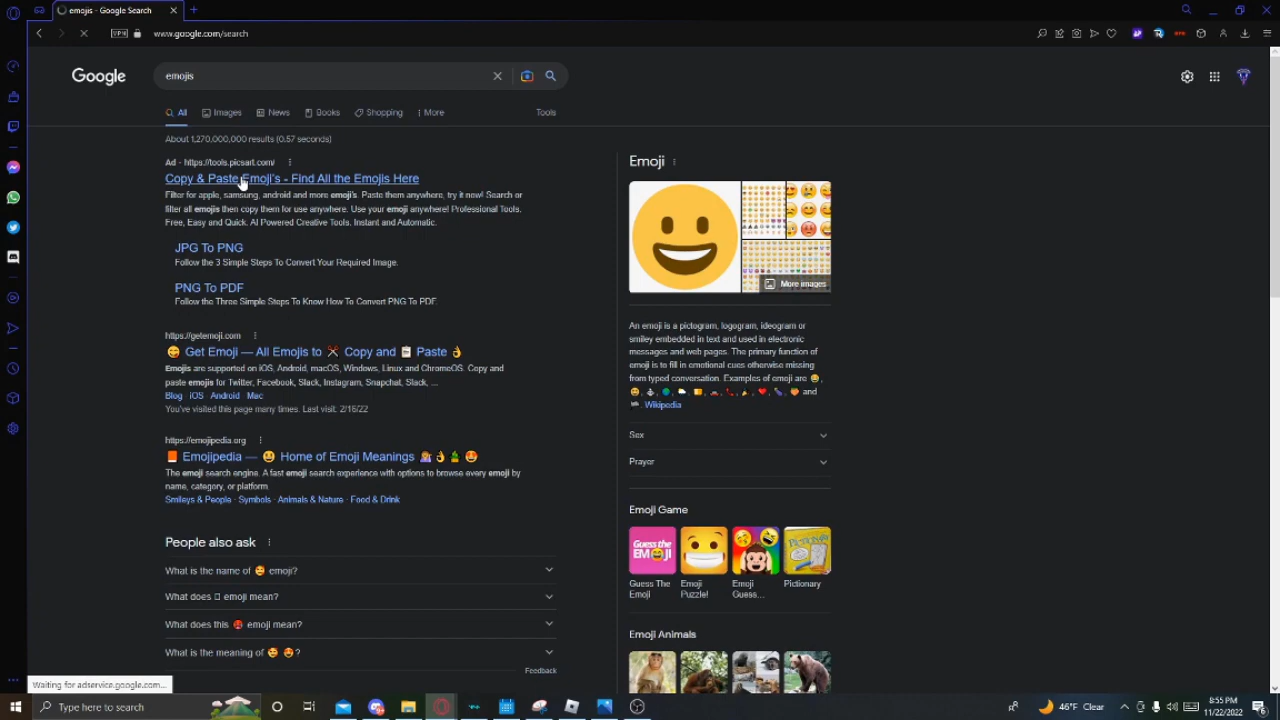 emojis - Google Search
VPN
www.google.com/search
Google
emojis
All Images News Books Shopping More Tools
About 1,270,000,000 results (0.57 seconds)
Ad · https://tools.picsart.com/
Copy & Paste Emoji's - Find All the Emojis Here
Filter for apple, samsung, android and more emoji's. Paste them anywhere, try it now! Search or
filter all emojis then copy them for use anywhere. Use your emoji anywhere! Professional Tools.
Free, Easy and Quick. AI Powered Creative Tools. Instant and Automatic.
JPG To PNG
Follow the 3 Simple Steps To Convert Your Required Image.
PNG To PDF
Follow the Three Simple Steps To Know How To Convert PNG To PDF.
https://getemoji.com
😋 Get Emoji — All Emojis to ✂️ Copy and 📋 Paste 👌
Emojis are supported on iOS, Android, macOS, Windows, Linux and ChromeOS. Copy and
paste emojis for Twitter, Facebook, Slack, Instagram, Snapchat, Slack, ...
Blog · iOS · Android · Mac
You've visited this page many times. Last visit: 2/16/22
https://emojipedia.org
📙 Emojipedia — 😃 Home of Emoji Meanings 💁👌🎍😍
The emoji search engine. A fast emoji search experience with options to browse every emoji by
name, category, or platform.
Smileys & People · Symbols · Animals & Nature · Food & Drink
People also ask
What is the name of 🥰 emoji?
What does emoji mean?
What does this 🥵 emoji mean?
What is the meaning of 🥰 🥰?
Feedback
Emoji
More images
An emoji is a pictogram, logogram, ideogram or
smiley embedded in text and used in electronic
messages and web pages. The primary function of
emoji is to fill in emotional cues otherwise missing
from typed conversation. Examples of emoji are
and
Wikipedia
Sex
Prayer
Emoji Game
Guess the EMOJI
Guess The
Emoji
Emoji
Puzzle!
Emoji
Guess...
Pictionary
Pictionary
Emoji Animals
Waiting for adservice.google.com...
Type here to search
46°F Clear
8:55 PM
11/22/2022